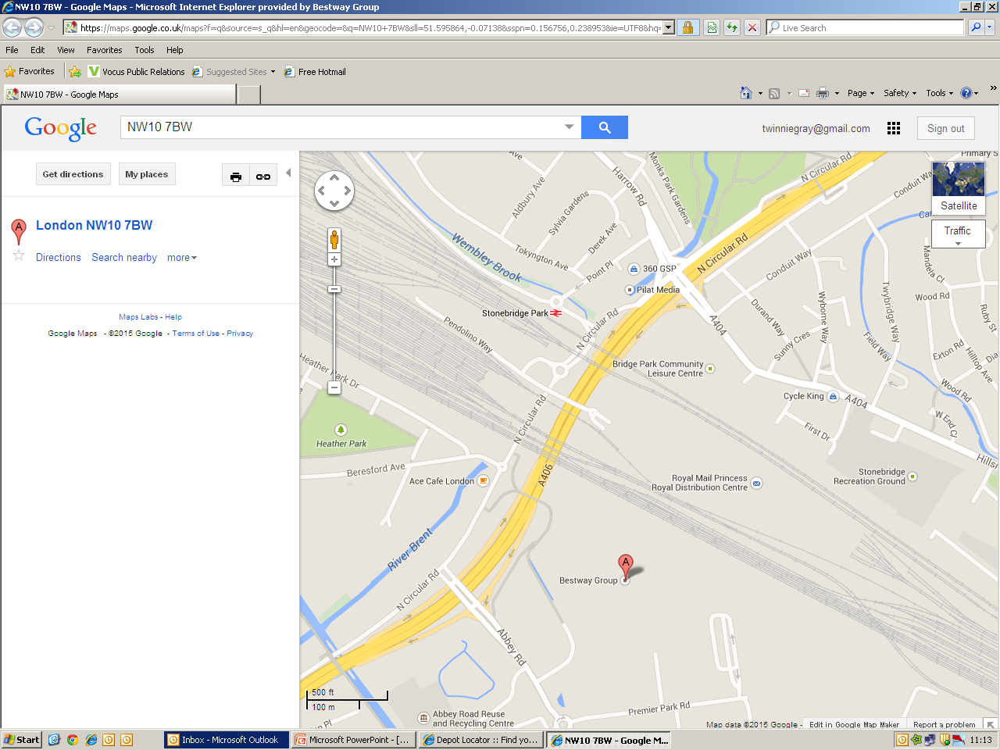 NW10 7BW - Google Maps - Microsoft Internet Explorer provided by Bestway Group
https://maps.google.co.uk/maps?f=q&source=s_q&hl=en&geocode=&q=NW10+7BW&sll=51.595864,-0.07138&sspn=0.156756,0.238953&ie=UTF8&hq=
Live Search
File Edit View Favorites Tools Help
Favorites Vocus Public Relations Suggested Sites Free Hotmail
NW10 7BW - Google Maps
Page Safety Tools
Google
NW10 7BW
twinniegray@gmail.com
Sign out
Get directions
My places
A
London NW10 7BW
Directions Search nearby more
Maps Labs - Help
Google Maps - ©2015 Google - Terms of Use - Privacy
Satellite
Traffic
Primary S
N Circular Rd
Conduit Way
Monks Park Gardens
Harrow Rd
Aldbury Ave
Sylvia Gardens
Derek Ave
Tokyngton Ave
Point Pl
Wembley Brook
360 GSP
Pilat Media
N Circular Rd
Conduit Way
Mandela Cl
Wood Rd
Ruby St
Twybridge Way
Wyborne Way
Durand Way
Sunny Cres
Field Way
Exton Rd
Hilltop Ave
Dia
Stonebridge Park
N Circular Rd
A404
Pendolino Way
Bridge Park Community
Leisure Centre
Heather Park Dr
Cycle King
A404
Wood Rd
W End Cl
First Dr
N Circular Rd
Heather Park
Hills
Beresford Ave
Ace Cafe London
A406
Royal Mail Princess
Royal Distribution Centre
Stonebridge
Recreation Ground
River Brent
A
Bestway Group
N Circular Rd
Abbey Rd
500 ft
100 m
Premier Park Rd
Abbey Road Reuse
and Recycling Centre
Map data ©2015 Google - Edit in Google Map Maker Report a problem
Start
Inbox - Microsoft Outlook
Microsoft PowerPoint - [...
Depot Locator :: Find yo...
NW10 7BW - Google M...
11:13